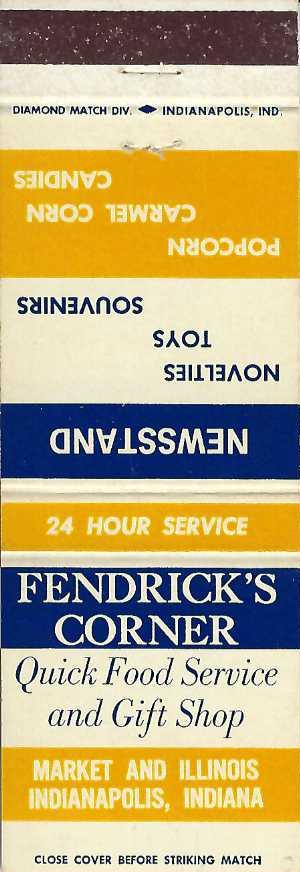 DIAMOND MATCH DIV. ◆ INDIANAPOLIS, IND.
NEWSSTAND
NOVELTIES
TOYS
SOUVENIRS
POPCORN
CARMEL CORN
CANDIES
24 HOUR SERVICE
FENDRICK'S
CORNER
Quick Food Service
and Gift Shop
MARKET AND ILLINOIS
INDIANAPOLIS, INDIANA
CLOSE COVER BEFORE STRIKING MATCH